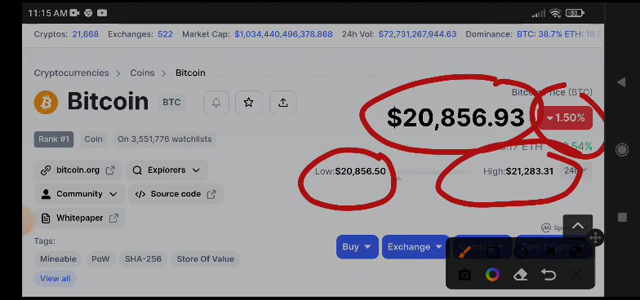 11:15 AM
Cryptos: 21,668 Exchanges: 522 Market Cap: $1,034,440,496,378.868 24h Vol: $72,731,267,944.63 Dominance: BTC: 38.7% ETH:
Cryptocurrencies > Coins > Bitcoin
Bitcoin BTC
(BTC)
$20,856.93 1.50%
Rank #1 Coin On 3,551,776 watchlists
ETH
Low:$20,856.50 High:$21,283.31 24h
bitcoin.org Explorers
Community Source code
Whitepaper
Tags:
Mineable PoW SHA-256 Store Of Value
Buy Exchange
View all